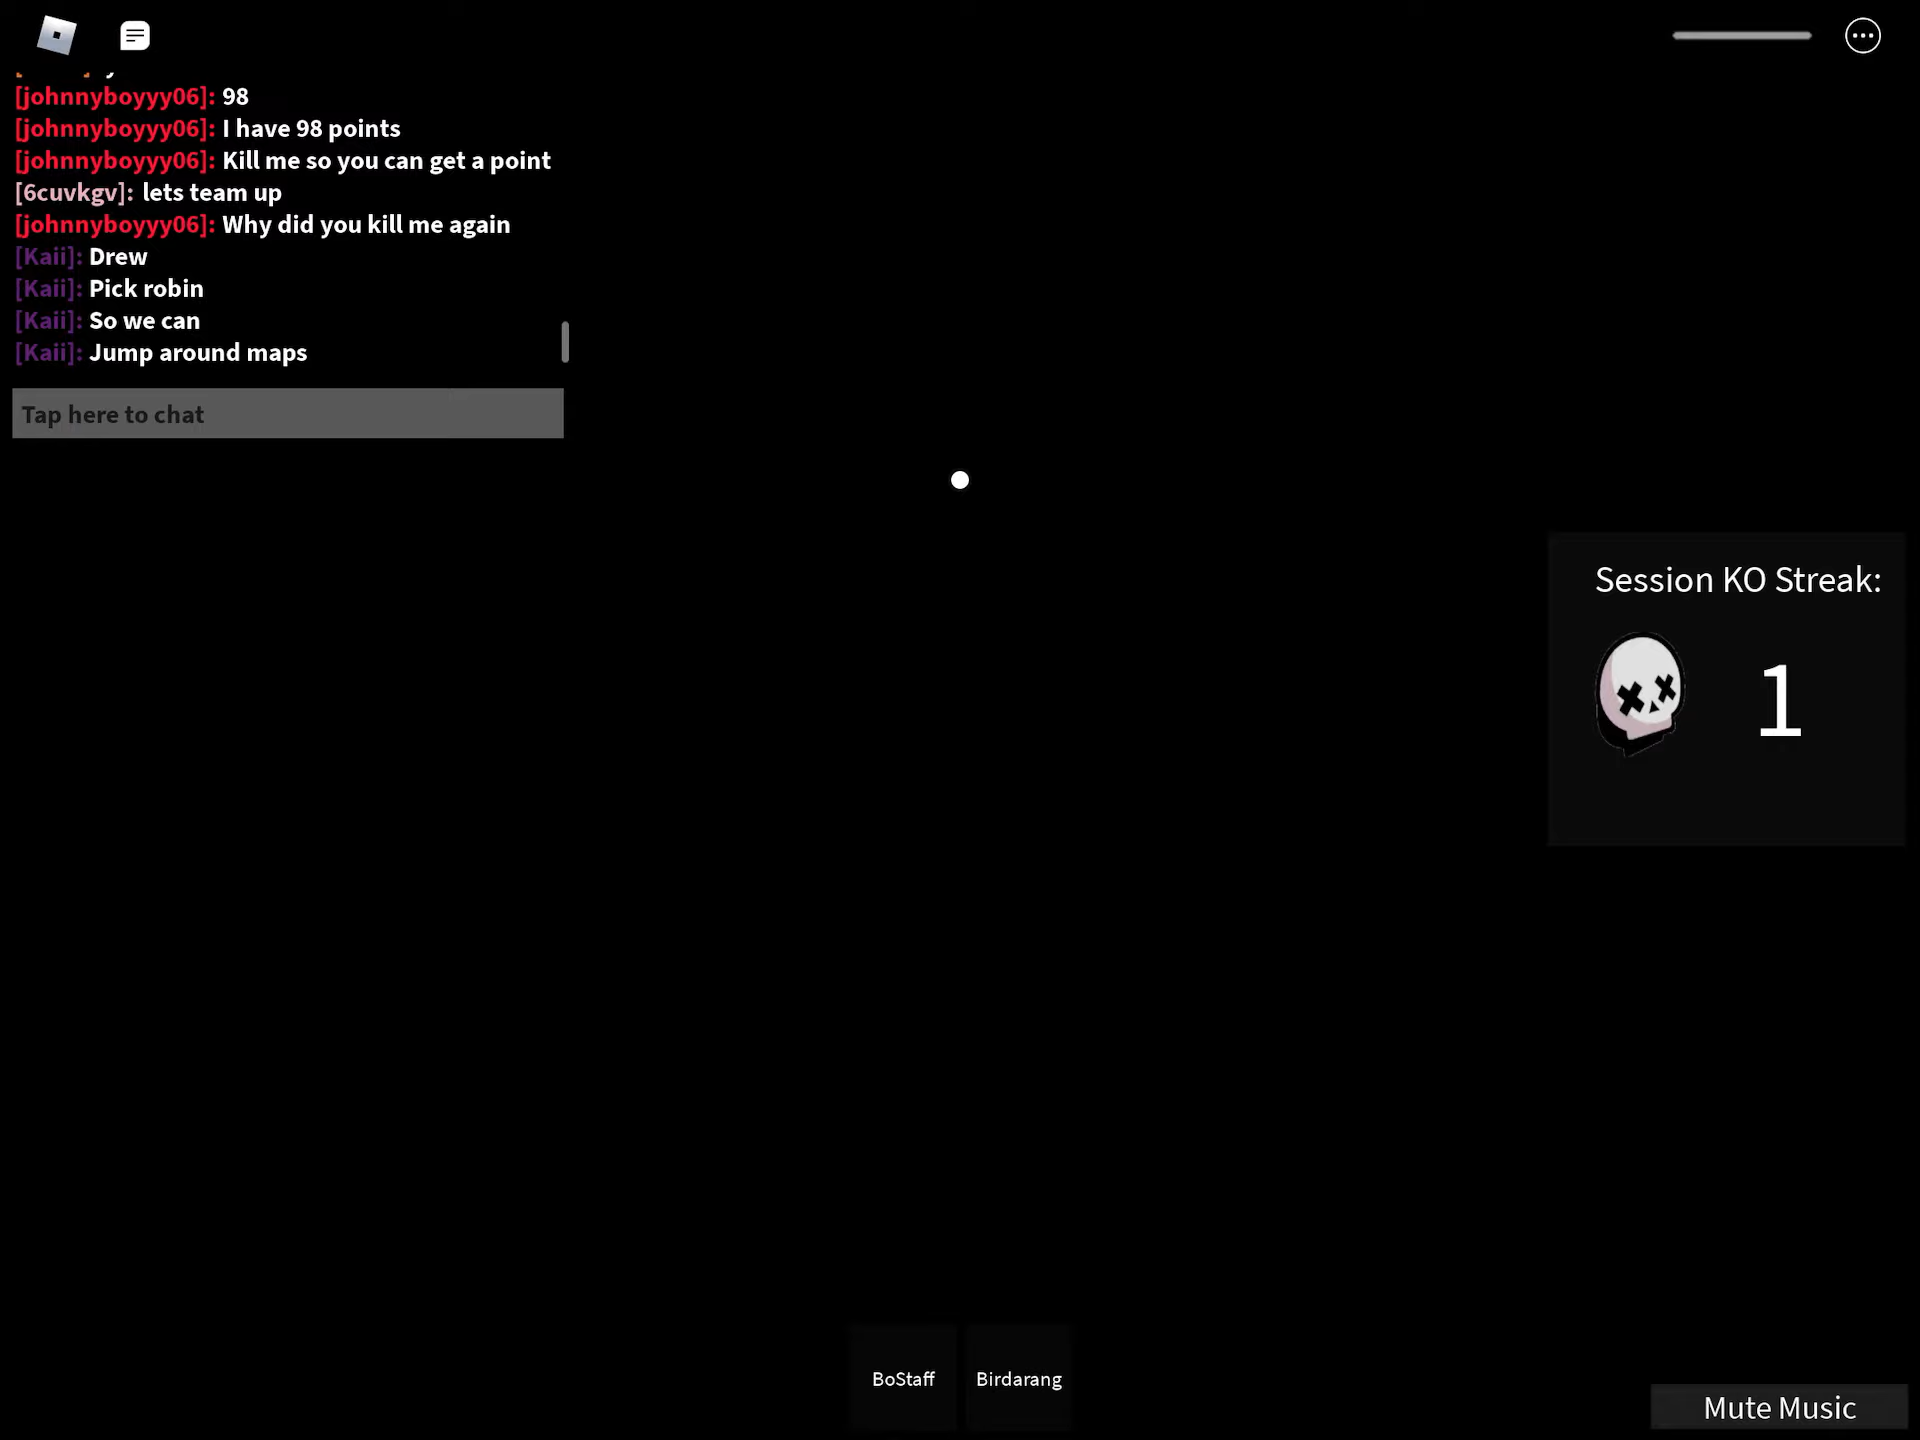 [johnnyboyyy06]: 98
[johnnyboyyy06]: I have 98 points
[johnnyboyyy06]: Kill me so you can get a point
[6cuvkgv]: lets team up
[johnnyboyyy06]: Why did you kill me again
[Kaii]: Drew
[Kaii]: Pick robin
[Kaii]: So we can
[Kaii]: Jump around maps
Tap here to chat
Session KO Streak:
1
BoStaff
Birdarang
Mute Music